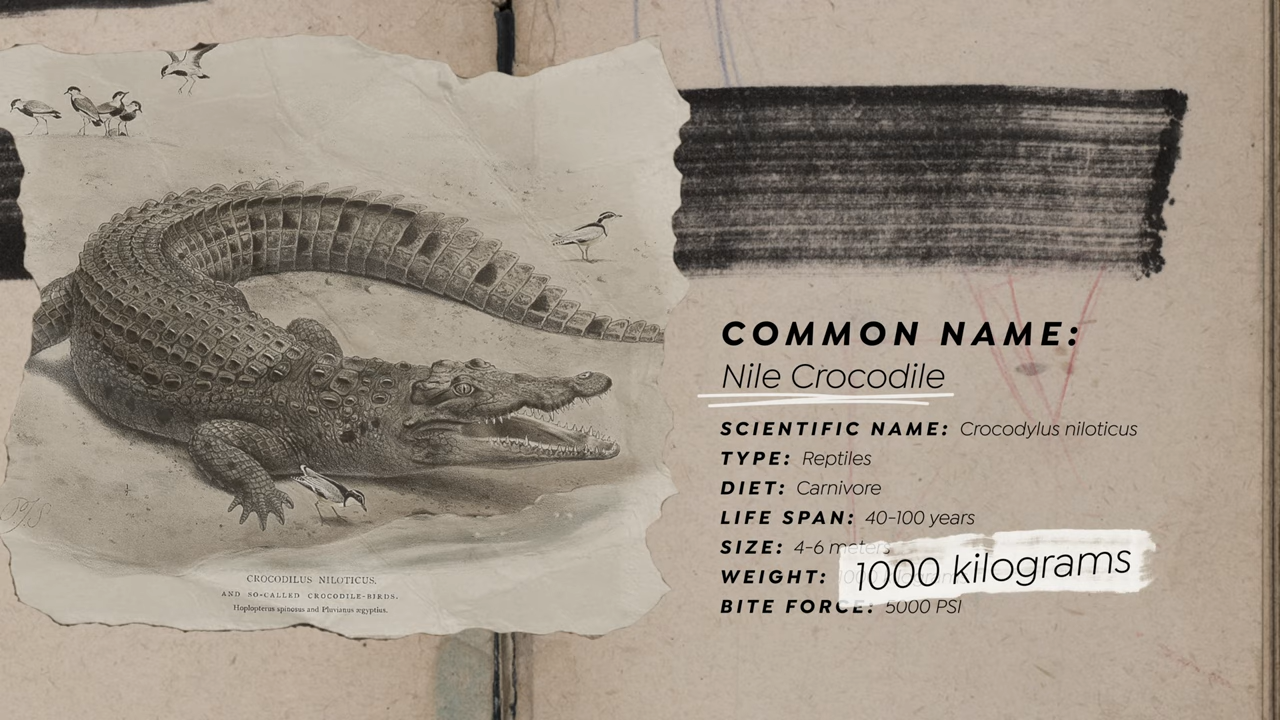 CROCODILUS NILOTICUS.
AND SO-CALLED CROCODILE-BIRDS.
Hoplopterus spinosus and Pluvianus ægyptius.
COMMON NAME:
Nile Crocodile
SCIENTIFIC NAME: Crocodylus niloticus
TYPE: Reptiles
DIET: Carnivore
LIFE SPAN: 40-100 years
SIZE: 4-6 meters
WEIGHT: 1000 kilograms
BITE FORCE: 5000 PSI